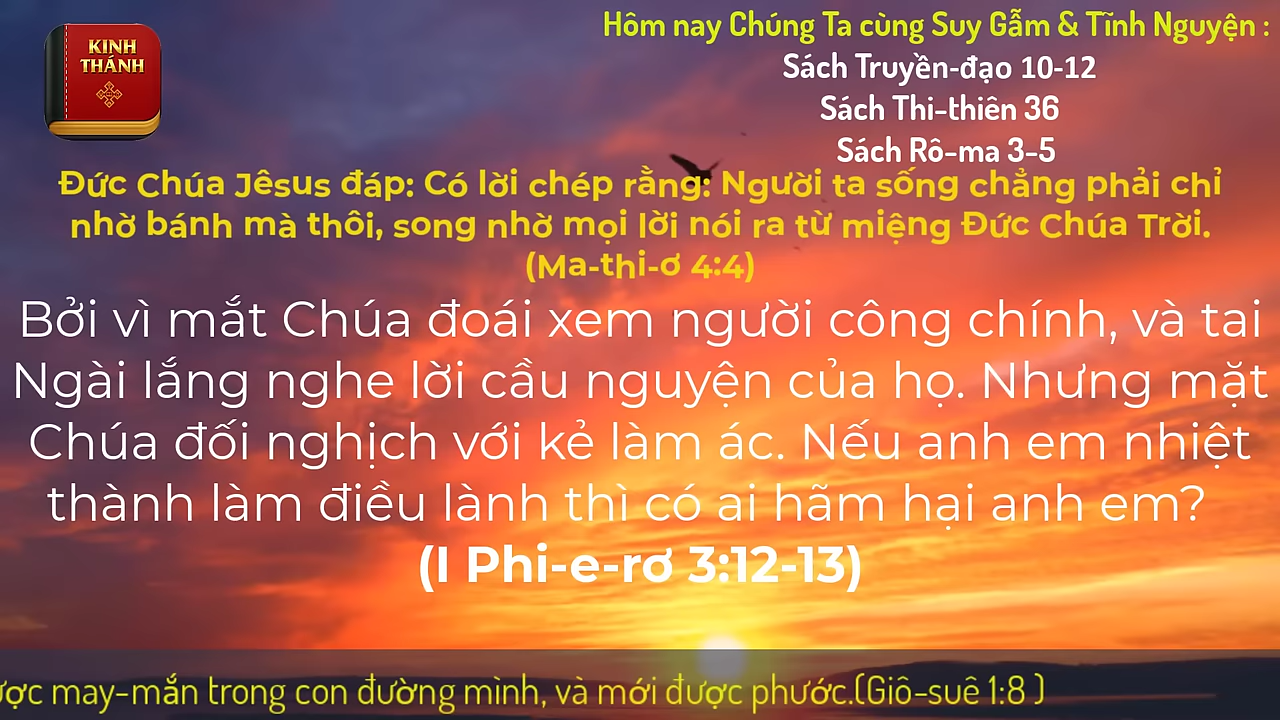 KINH
THÁNH
Hôm nay Chúng Ta cùng Suy Gẫm & Tĩnh Nguyện :
Sách Truyền-đạo 10-12
Sách Thi-thiên 36
Sách Rô-ma 3-5
Đức Chúa Jêsus đáp: Có lời chép rằng: Người ta sống chẳng phải chỉ
nhờ bánh mà thôi, song nhờ mọi lời nói ra từ miệng Đức Chúa Trời.
(Ma-thi-ơ 4:4)
Bởi vì mắt Chúa đoái xem người công chính, và tai
Ngài lắng nghe lời cầu nguyện của họ. Nhưng mặt
Chúa đối nghịch với kẻ làm ác. Nếu anh em nhiệt
thành làm điều lành thì có ai hãm hại anh em?
(I Phi-e-rơ 3:12-13)
may-mắn trong con đường mình, và mới được phước.(Giô-suê 1:8 )